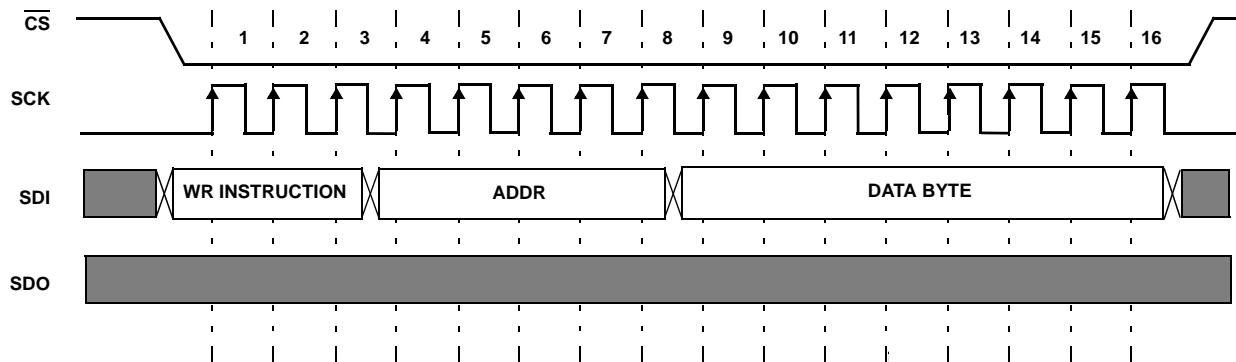 CS
1 2 3 4 5 6 7 8 9 10 11 12 13 14 15 16
SCK
SDI WR INSTRUCTION ADDR DATA BYTE
SDO